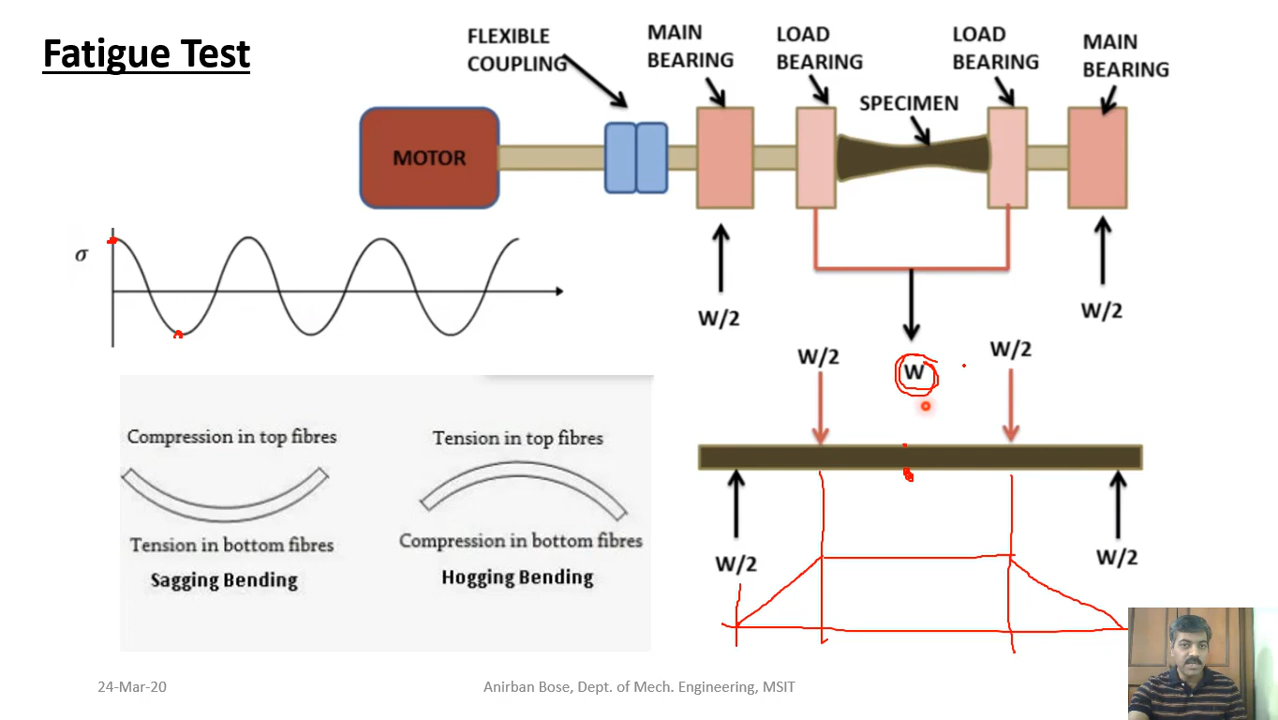 Fatigue Test
FLEXIBLE
COUPLING
MAIN
BEARING
LOAD
BEARING
LOAD
BEARING
MAIN
BEARING
SPECIMEN
MOTOR
σ
W/2
W/2
W/2
W
W/2
Compression in top fibres
Tension in bottom fibres
Sagging Bending
Tension in top fibres
Compression in bottom fibres
Hogging Bending
W/2
W/2
24-Mar-20
Anirban Bose, Dept. of Mech. Engineering, MSIT